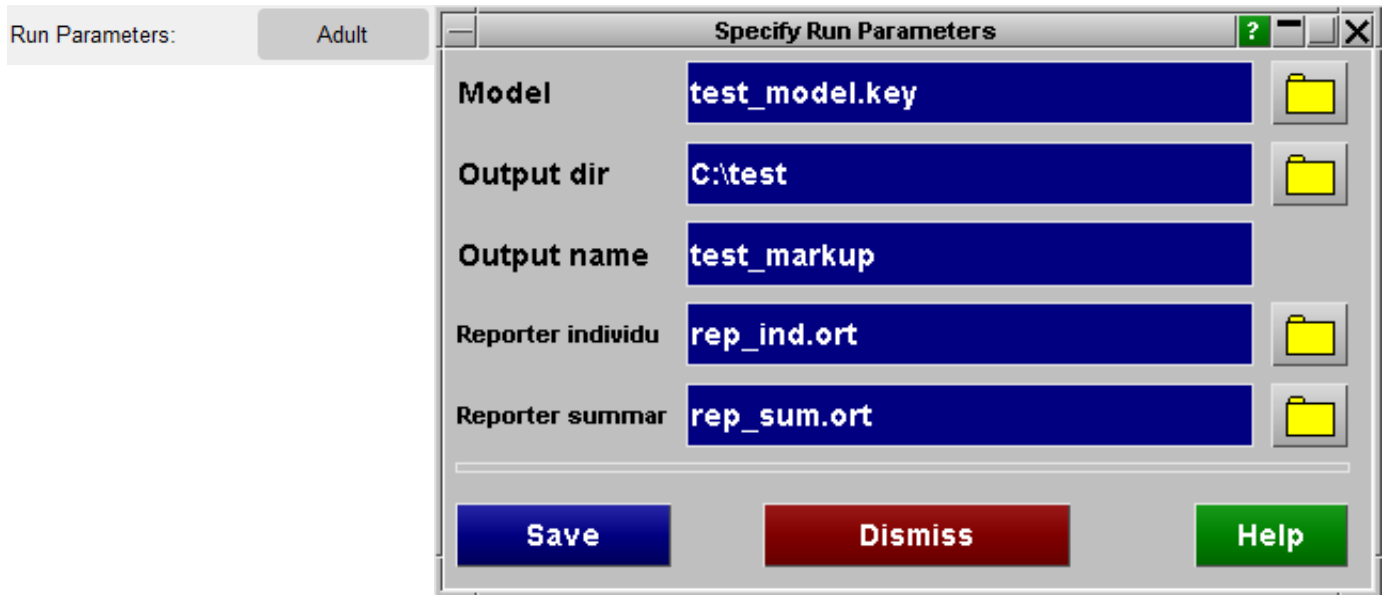 Run Parameters: Adult
Specify Run Parameters ?
Model test_model.key
Output dir C:\test
Output name test_markup
Reporter individu rep_ind.ort
Reporter summar rep_sum.ort
Save Dismiss Help